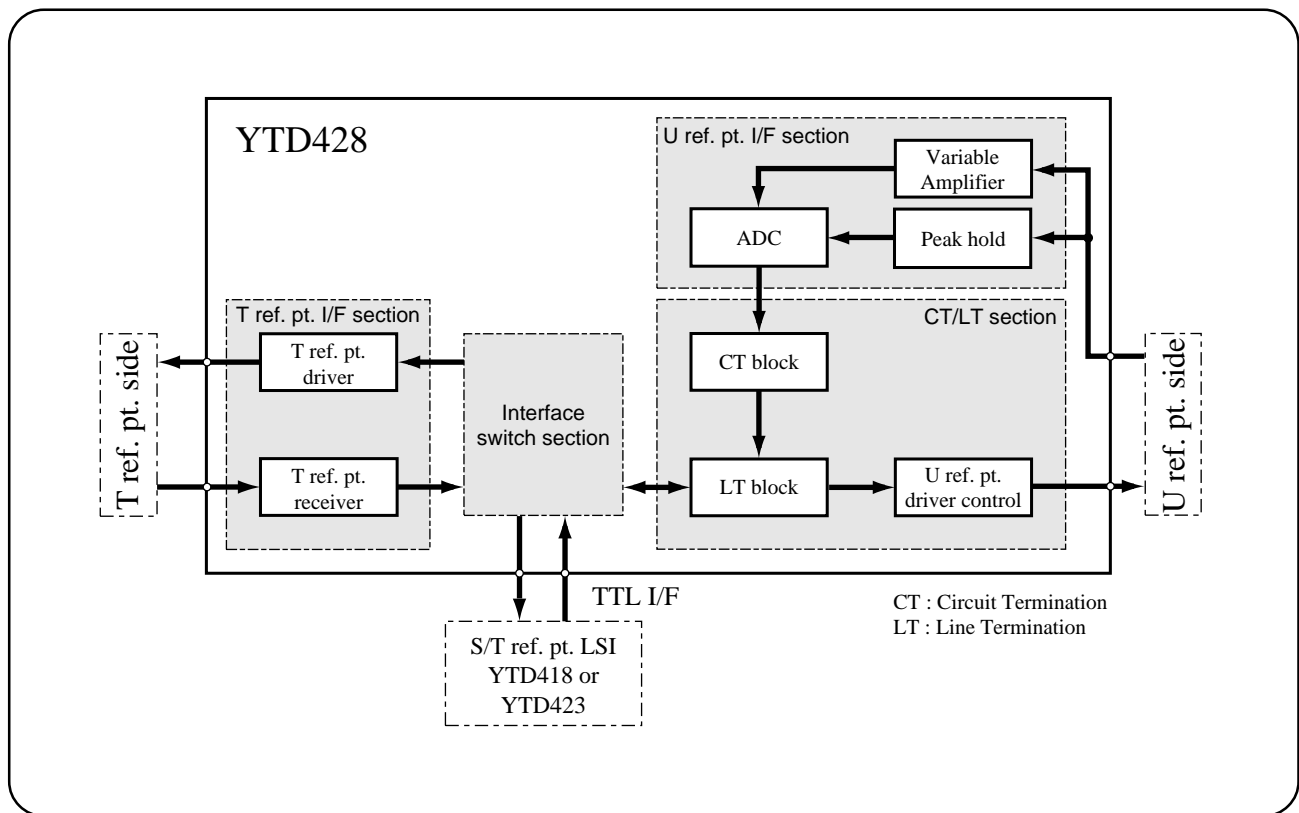 YTD428
U ref. pt. I/F section
Variable
Amplifier
ADC
Peak hold
T ref. pt. I/F section
CT/LT section
T ref. pt. side
T ref. pt.
driver
Interface
switch section
CT block
U ref. pt. side
T ref. pt.
receiver
LT block
U ref. pt.
driver control
TTL I/F
CT : Circuit Termination
LT : Line Termination
S/T ref. pt. LSI
YTD418 or
YTD423